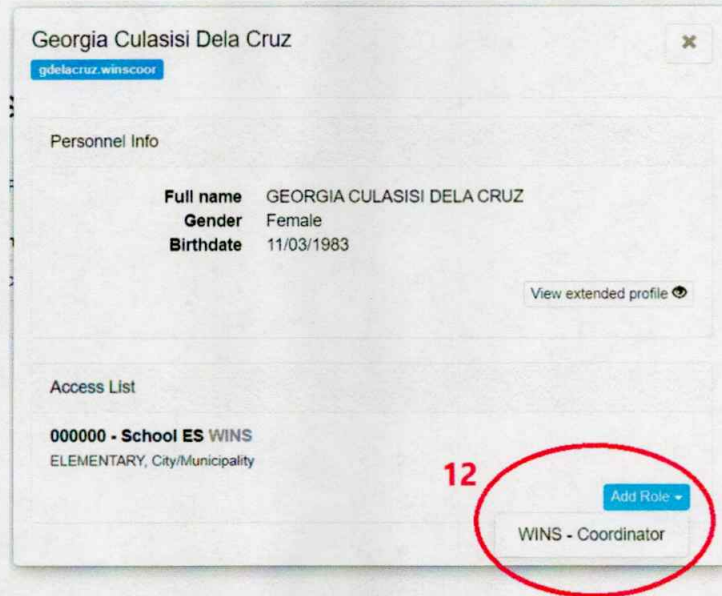 Georgia Culasisi Dela Cruz
gdelacruz.winscoor
Personnel Info
Full name GEORGIA CULASISI DELA CRUZ
Gender Female
Birthdate 11/03/1983
View extended profile
Access List
000000 - School ES WINS
ELEMENTARY, City/Municipality
12
Add Role
WINS - Coordinator